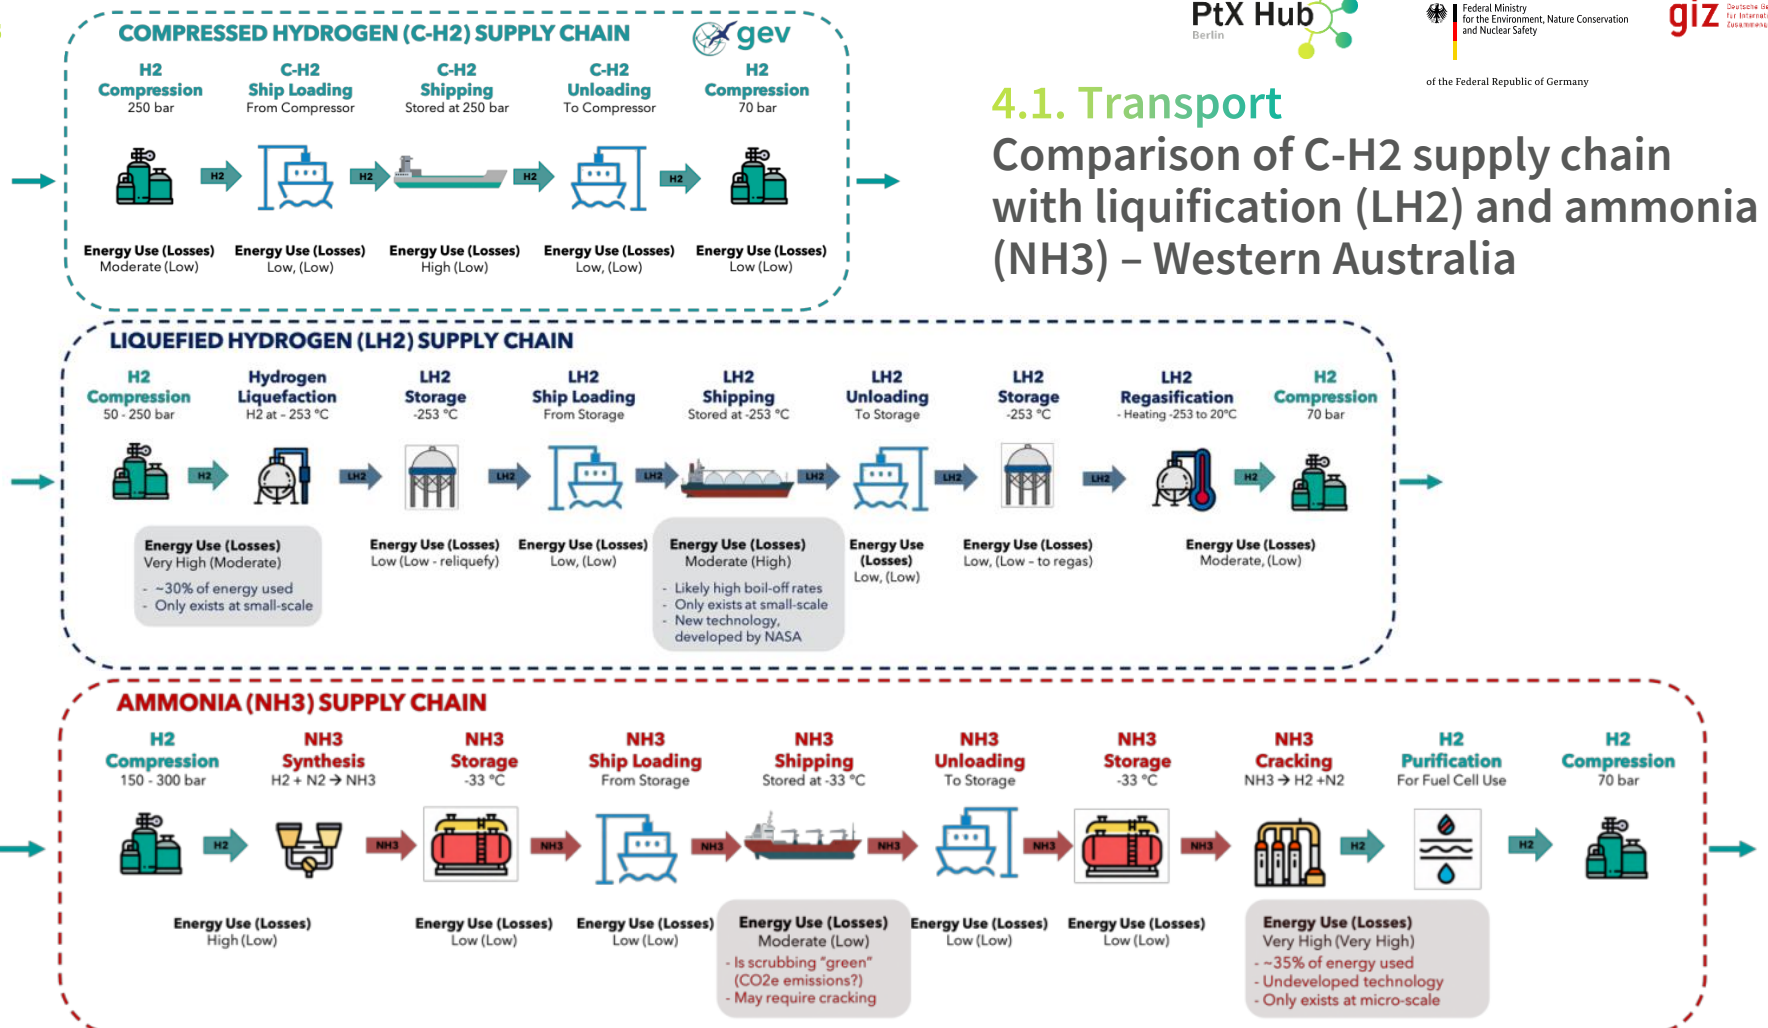 PtX Hub
Berlin
Federal Ministry
for the Environment, Nature Conservation
and Nuclear Safety
of the Federal Republic of Germany
giz
4.1. Transport
Comparison of C-H2 supply chain
with liquification (LH2) and ammonia
(NH3) – Western Australia
COMPRESSED HYDROGEN (C-H2) SUPPLY CHAIN
gev
H2
Compression
250 bar
C-H2
Ship Loading
From Compressor
C-H2
Shipping
Stored at 250 bar
C-H2
Unloading
To Compressor
H2
Compression
70 bar
H2
H2
H2
H2
Energy Use (Losses)
Moderate (Low)
Energy Use (Losses)
Low, (Low)
Energy Use (Losses)
High (Low)
Energy Use (Losses)
Low, (Low)
Energy Use (Losses)
Low (Low)
LIQUEFIED HYDROGEN (LH2) SUPPLY CHAIN
H2
Compression
50 - 250 bar
Hydrogen
Liquefaction
H2 at – 253 °C
LH2
Storage
-253 °C
LH2
Ship Loading
From Storage
LH2
Shipping
Stored at -253 °C
LH2
Unloading
To Storage
LH2
Storage
-253 °C
LH2
Regasification
- Heating -253 to 20°C
H2
Compression
70 bar
H2
LH2
LH2
LH2
LH2
LH2
LH2
H2
Energy Use (Losses)
Very High (Moderate)
- ~30% of energy used
- Only exists at small-scale
Energy Use (Losses)
Low (Low - reliquefy)
Energy Use (Losses)
Low, (Low)
Energy Use (Losses)
Moderate (High)
- Likely high boil-off rates
- Only exists at small-scale
- New technology,
developed by NASA
Energy Use
(Losses)
Low, (Low)
Energy Use (Losses)
Low, (Low – to regas)
Energy Use (Losses)
Moderate, (Low)
AMMONIA (NH3) SUPPLY CHAIN
H2
Compression
150 - 300 bar
NH3
Synthesis
H2 + N2 → NH3
NH3
Storage
-33 °C
NH3
Ship Loading
From Storage
NH3
Shipping
Stored at -33 °C
NH3
Unloading
To Storage
NH3
Storage
-33 °C
NH3
Cracking
NH3 → H2 +N2
H2
Purification
For Fuel Cell Use
H2
Compression
70 bar
H2
NH3
NH3
NH3
NH3
NH3
NH3
H2
H2
Energy Use (Losses)
High (Low)
Energy Use (Losses)
Low (Low)
Energy Use (Losses)
Low (Low)
Energy Use (Losses)
Moderate (Low)
- Is scrubbing "green"
(CO2e emissions?)
- May require cracking
Energy Use (Losses)
Low (Low)
Energy Use (Losses)
Low (Low)
Energy Use (Losses)
Very High (Very High)
- ~35% of energy used
- Undeveloped technology
- Only exists at micro-scale